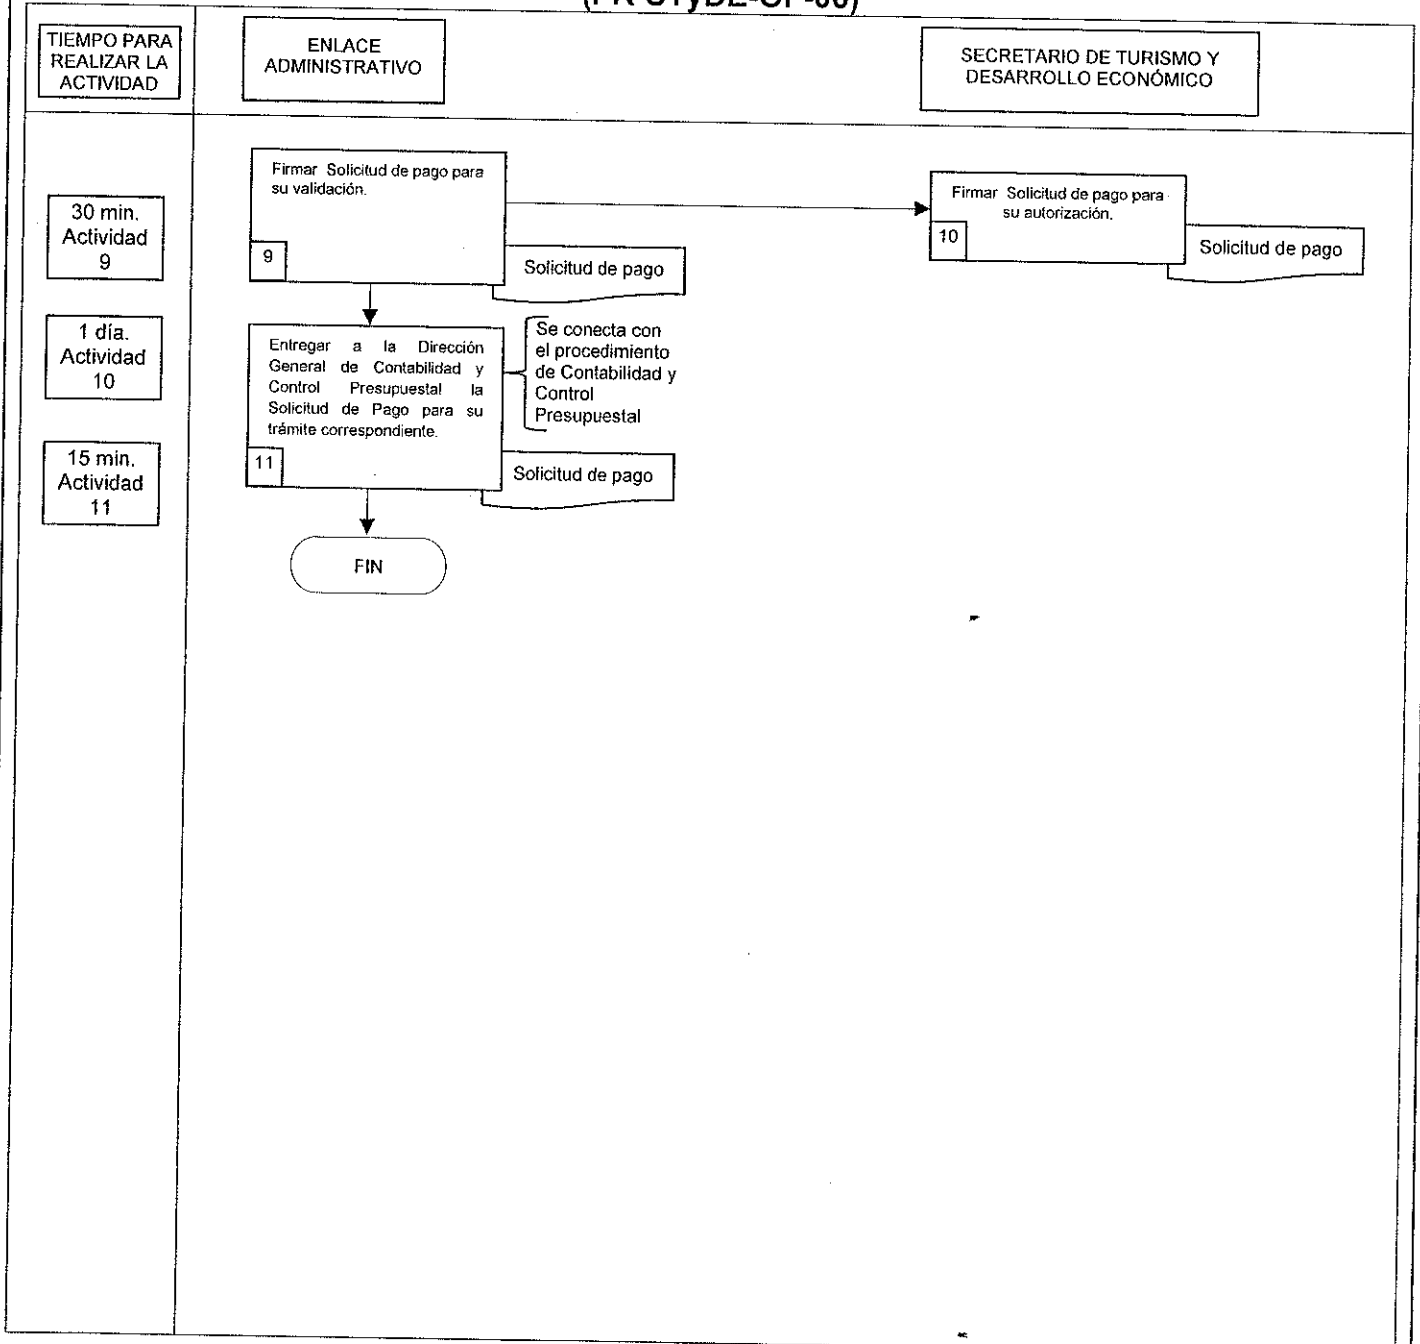 TIEMPO PARA
REALIZAR LA
ACTIVIDAD
ENLACE
ADMINISTRATIVO
SECRETARIO DE TURISMO Y
DESARROLLO ECONÓMICO
30 min.
Actividad
9
1 día.
Actividad
10
15 min.
Actividad
11
Firmar Solicitud de pago para
su validación.
9
Solicitud de pago
Firmar Solicitud de pago para
su autorización.
10
Solicitud de pago
Entregar a la Dirección
General de Contabilidad y
Control Presupuestal la
Solicitud de Pago para su
trámite correspondiente.
11
Se conecta con
el procedimiento
de Contabilidad y
Control
Presupuestal
Solicitud de pago
FIN